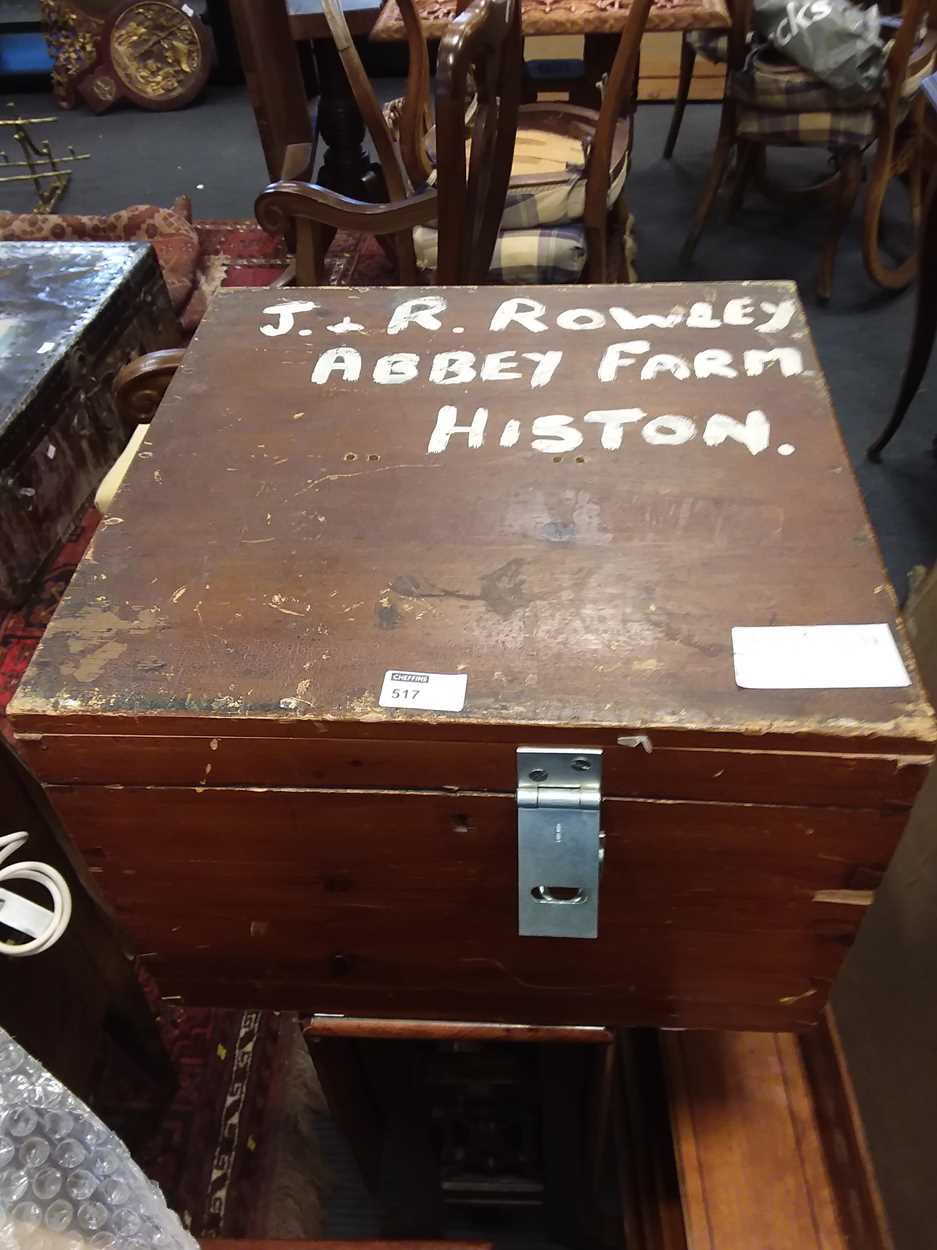 J. + R. ROWLEY
ABBEY FARM.
HISTON.
CHEFFINS
517